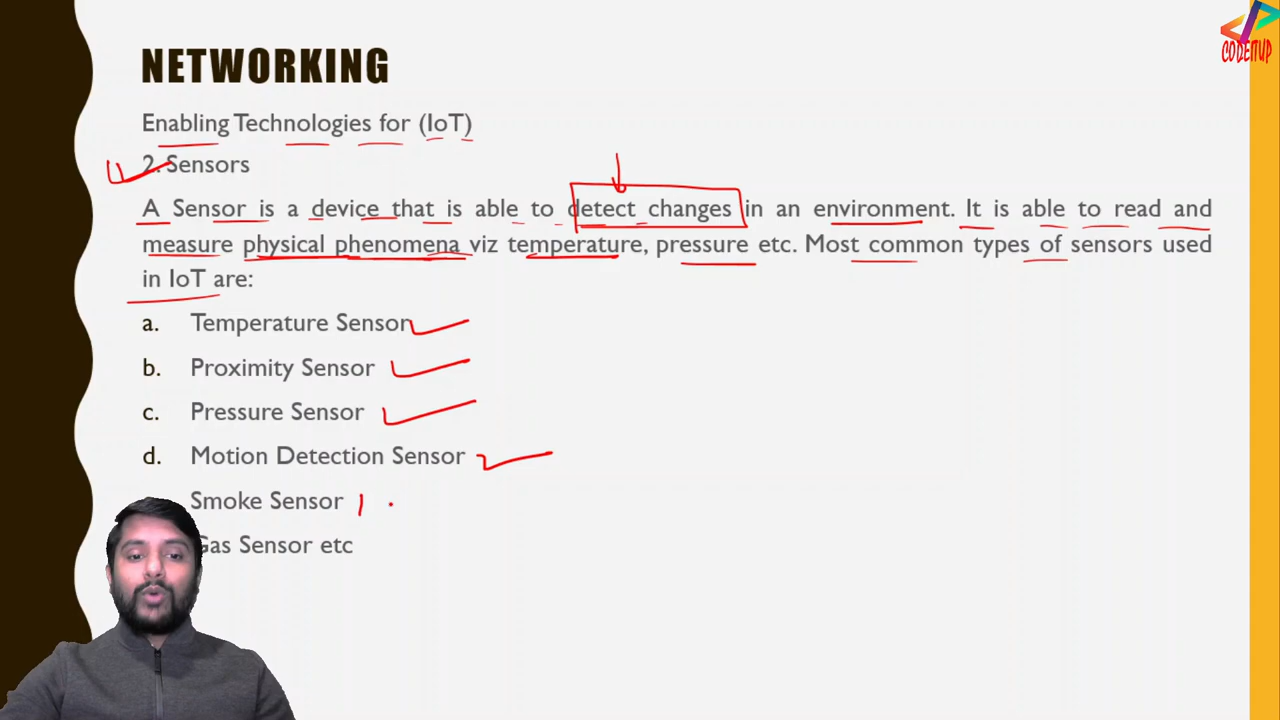 CODEITUP
NETWORKING
Enabling Technologies for (IoT)
2. Sensors
A Sensor is a device that is able to detect changes in an environment. It is able to read and
measure physical phenomena viz temperature, pressure etc. Most common types of sensors used
in IoT are:
a. Temperature Sensor
b. Proximity Sensor
c. Pressure Sensor
d. Motion Detection Sensor
Smoke Sensor
Gas Sensor etc